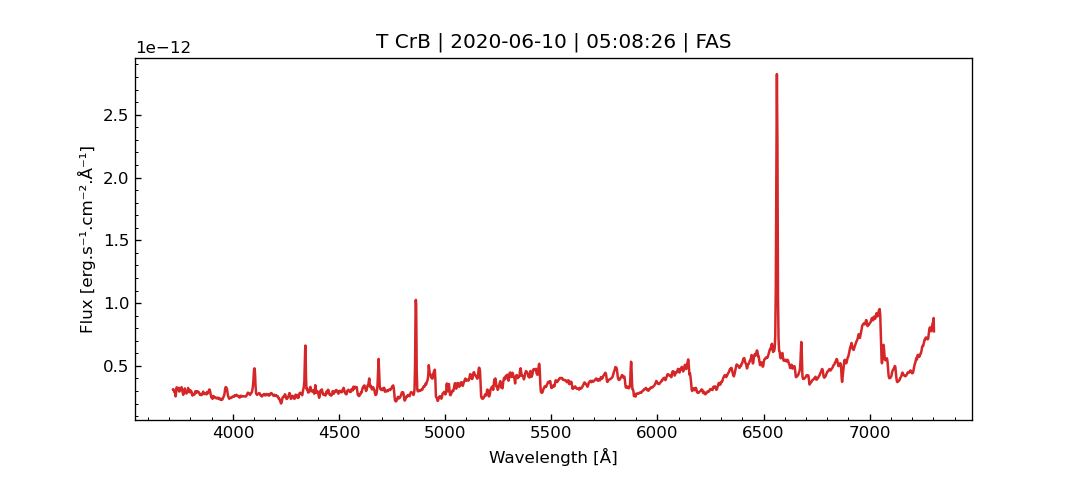 T CrB | 2020-06-10 | 05:08:26 | FAS
1e−12
2.5
2.0
1.5
1.0
0.5
Flux [erg.s⁻¹.cm⁻².Å⁻¹]
4000 4500 5000 5500 6000 6500 7000
Wavelength [Å]